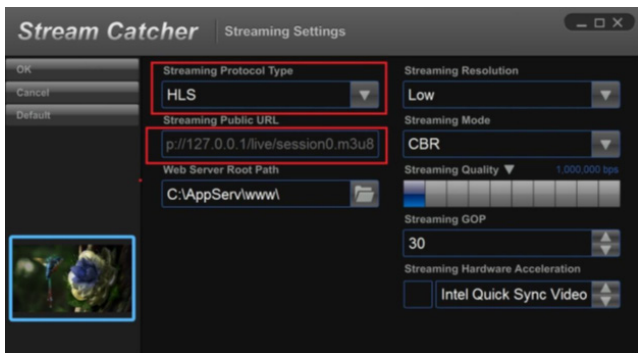 Stream Catcher Streaming Settings
OK
Cancel
Default
Streaming Protocol Type
HLS
Streaming Public URL
p://127.0.0.1/live/session0.m3u8
Web Server Root Path
C:\AppServ\www\
Streaming Resolution
Low
Streaming Mode
CBR
Streaming Quality ▼ 1,000,000 bps
Streaming GOP
30
Streaming Hardware Acceleration
Intel Quick Sync Video